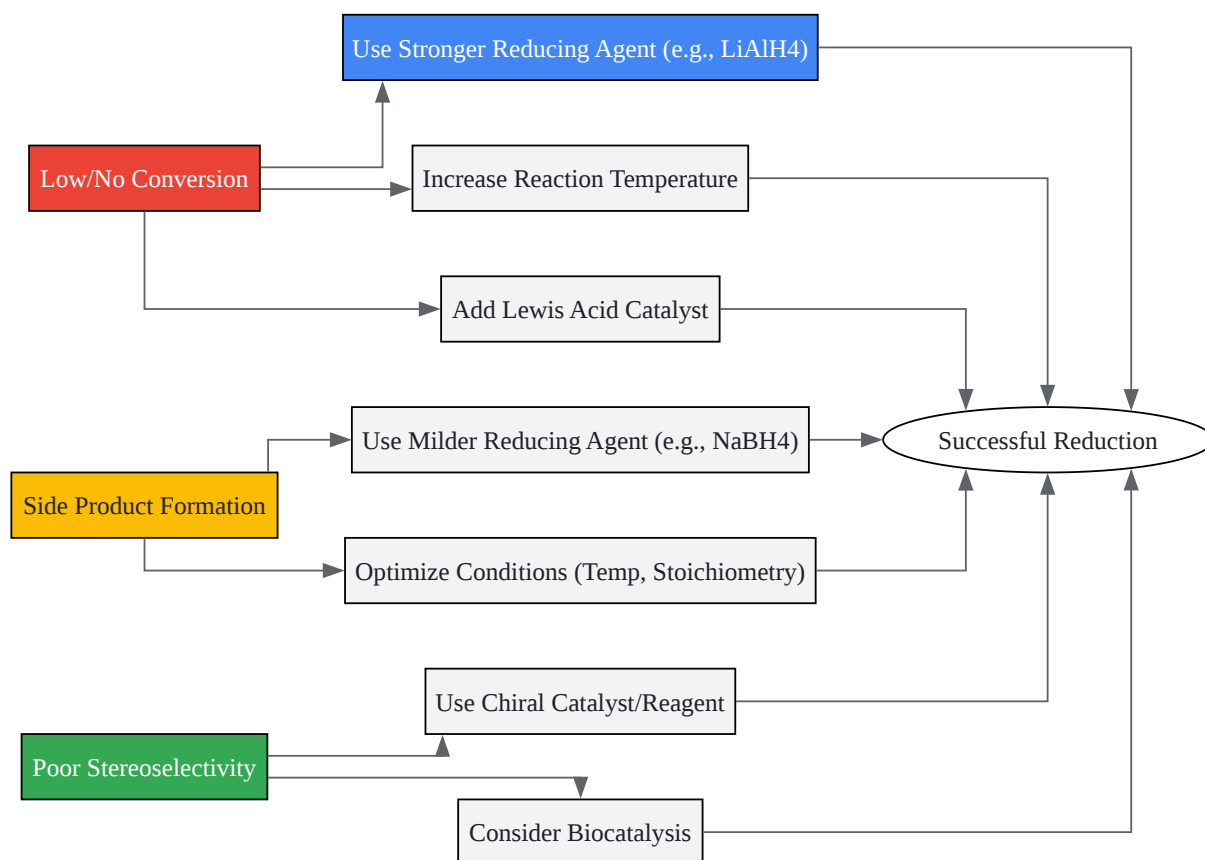 Use Stronger Reducing Agent (e.g., LiAlH4)
Low/No Conversion
Increase Reaction Temperature
Add Lewis Acid Catalyst
Use Milder Reducing Agent (e.g., NaBH4)
Successful Reduction
Side Product Formation
Optimize Conditions (Temp, Stoichiometry)
Use Chiral Catalyst/Reagent
Poor Stereoselectivity
Consider Biocatalysis